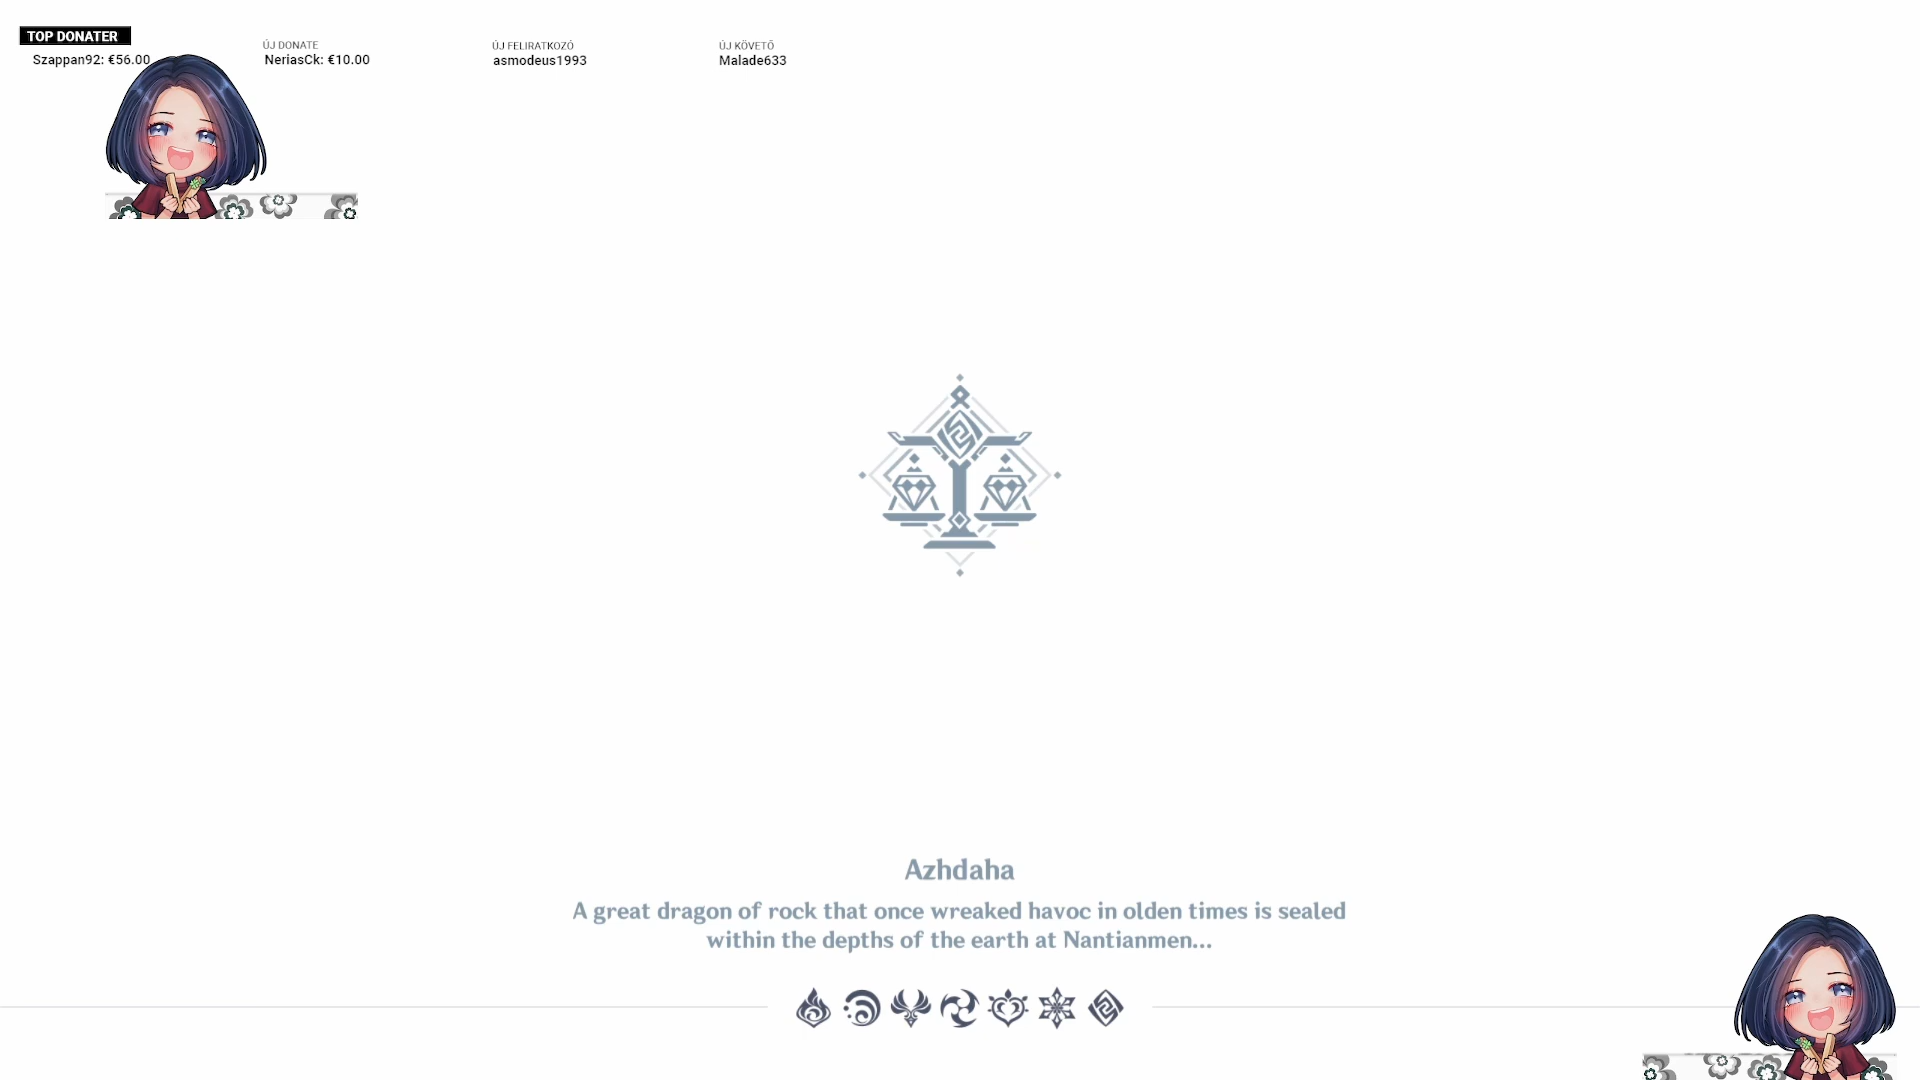 TOP DONATER
Szappan92: €56.00
ÚJ DONATE
NeriasCk: €10.00
ÚJ FELIRATKOZÓ
asmodeus1993
ÚJ KÖVETŐ
Malade633
Azhdaha
A great dragon of rock that once wreaked havoc in olden times is sealed
within the depths of the earth at Nantianmen...